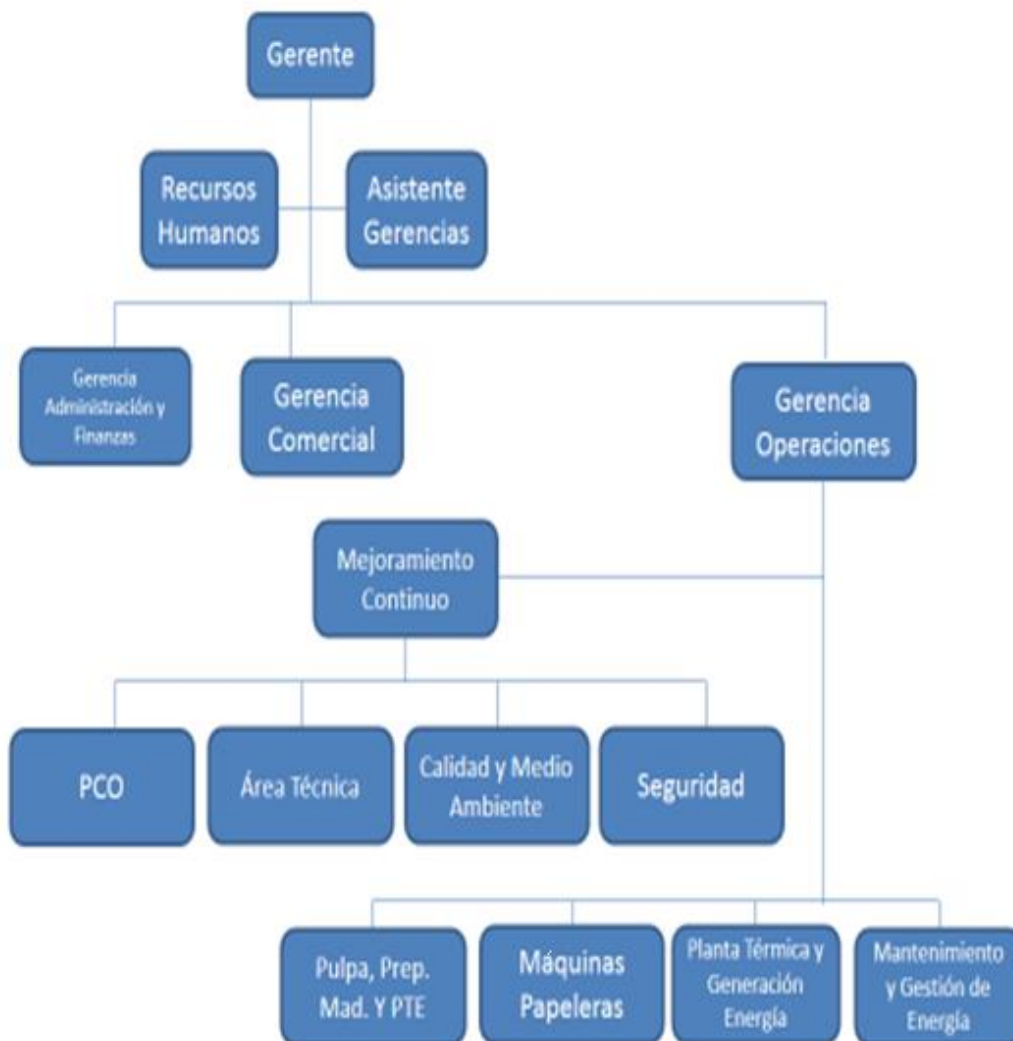 Gerente
Recursos
Humanos
Asistente
Gerencias
Gerencia
Administración y
Finanzas
Gerencia
Comercial
Gerencia
Operaciones
Mejoramiento
Continuo
PCO
Área Técnica
Calidad y Medio
Ambiente
Seguridad
Pulpa, Prep.
Mad. Y PTE
Máquinas
Papeleras
Planta Térmica y
Generación
Energía
Mantenimiento
y Gestión de
Energía